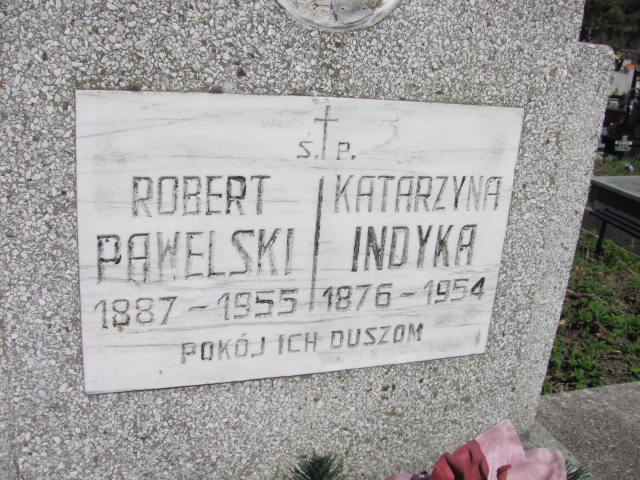 Ś. P.
ROBERT
PAWELSKI
1887 - 1955
KATARZYNA
INDYKA
1876 - 1954
POKÓJ ICH DUSZOM